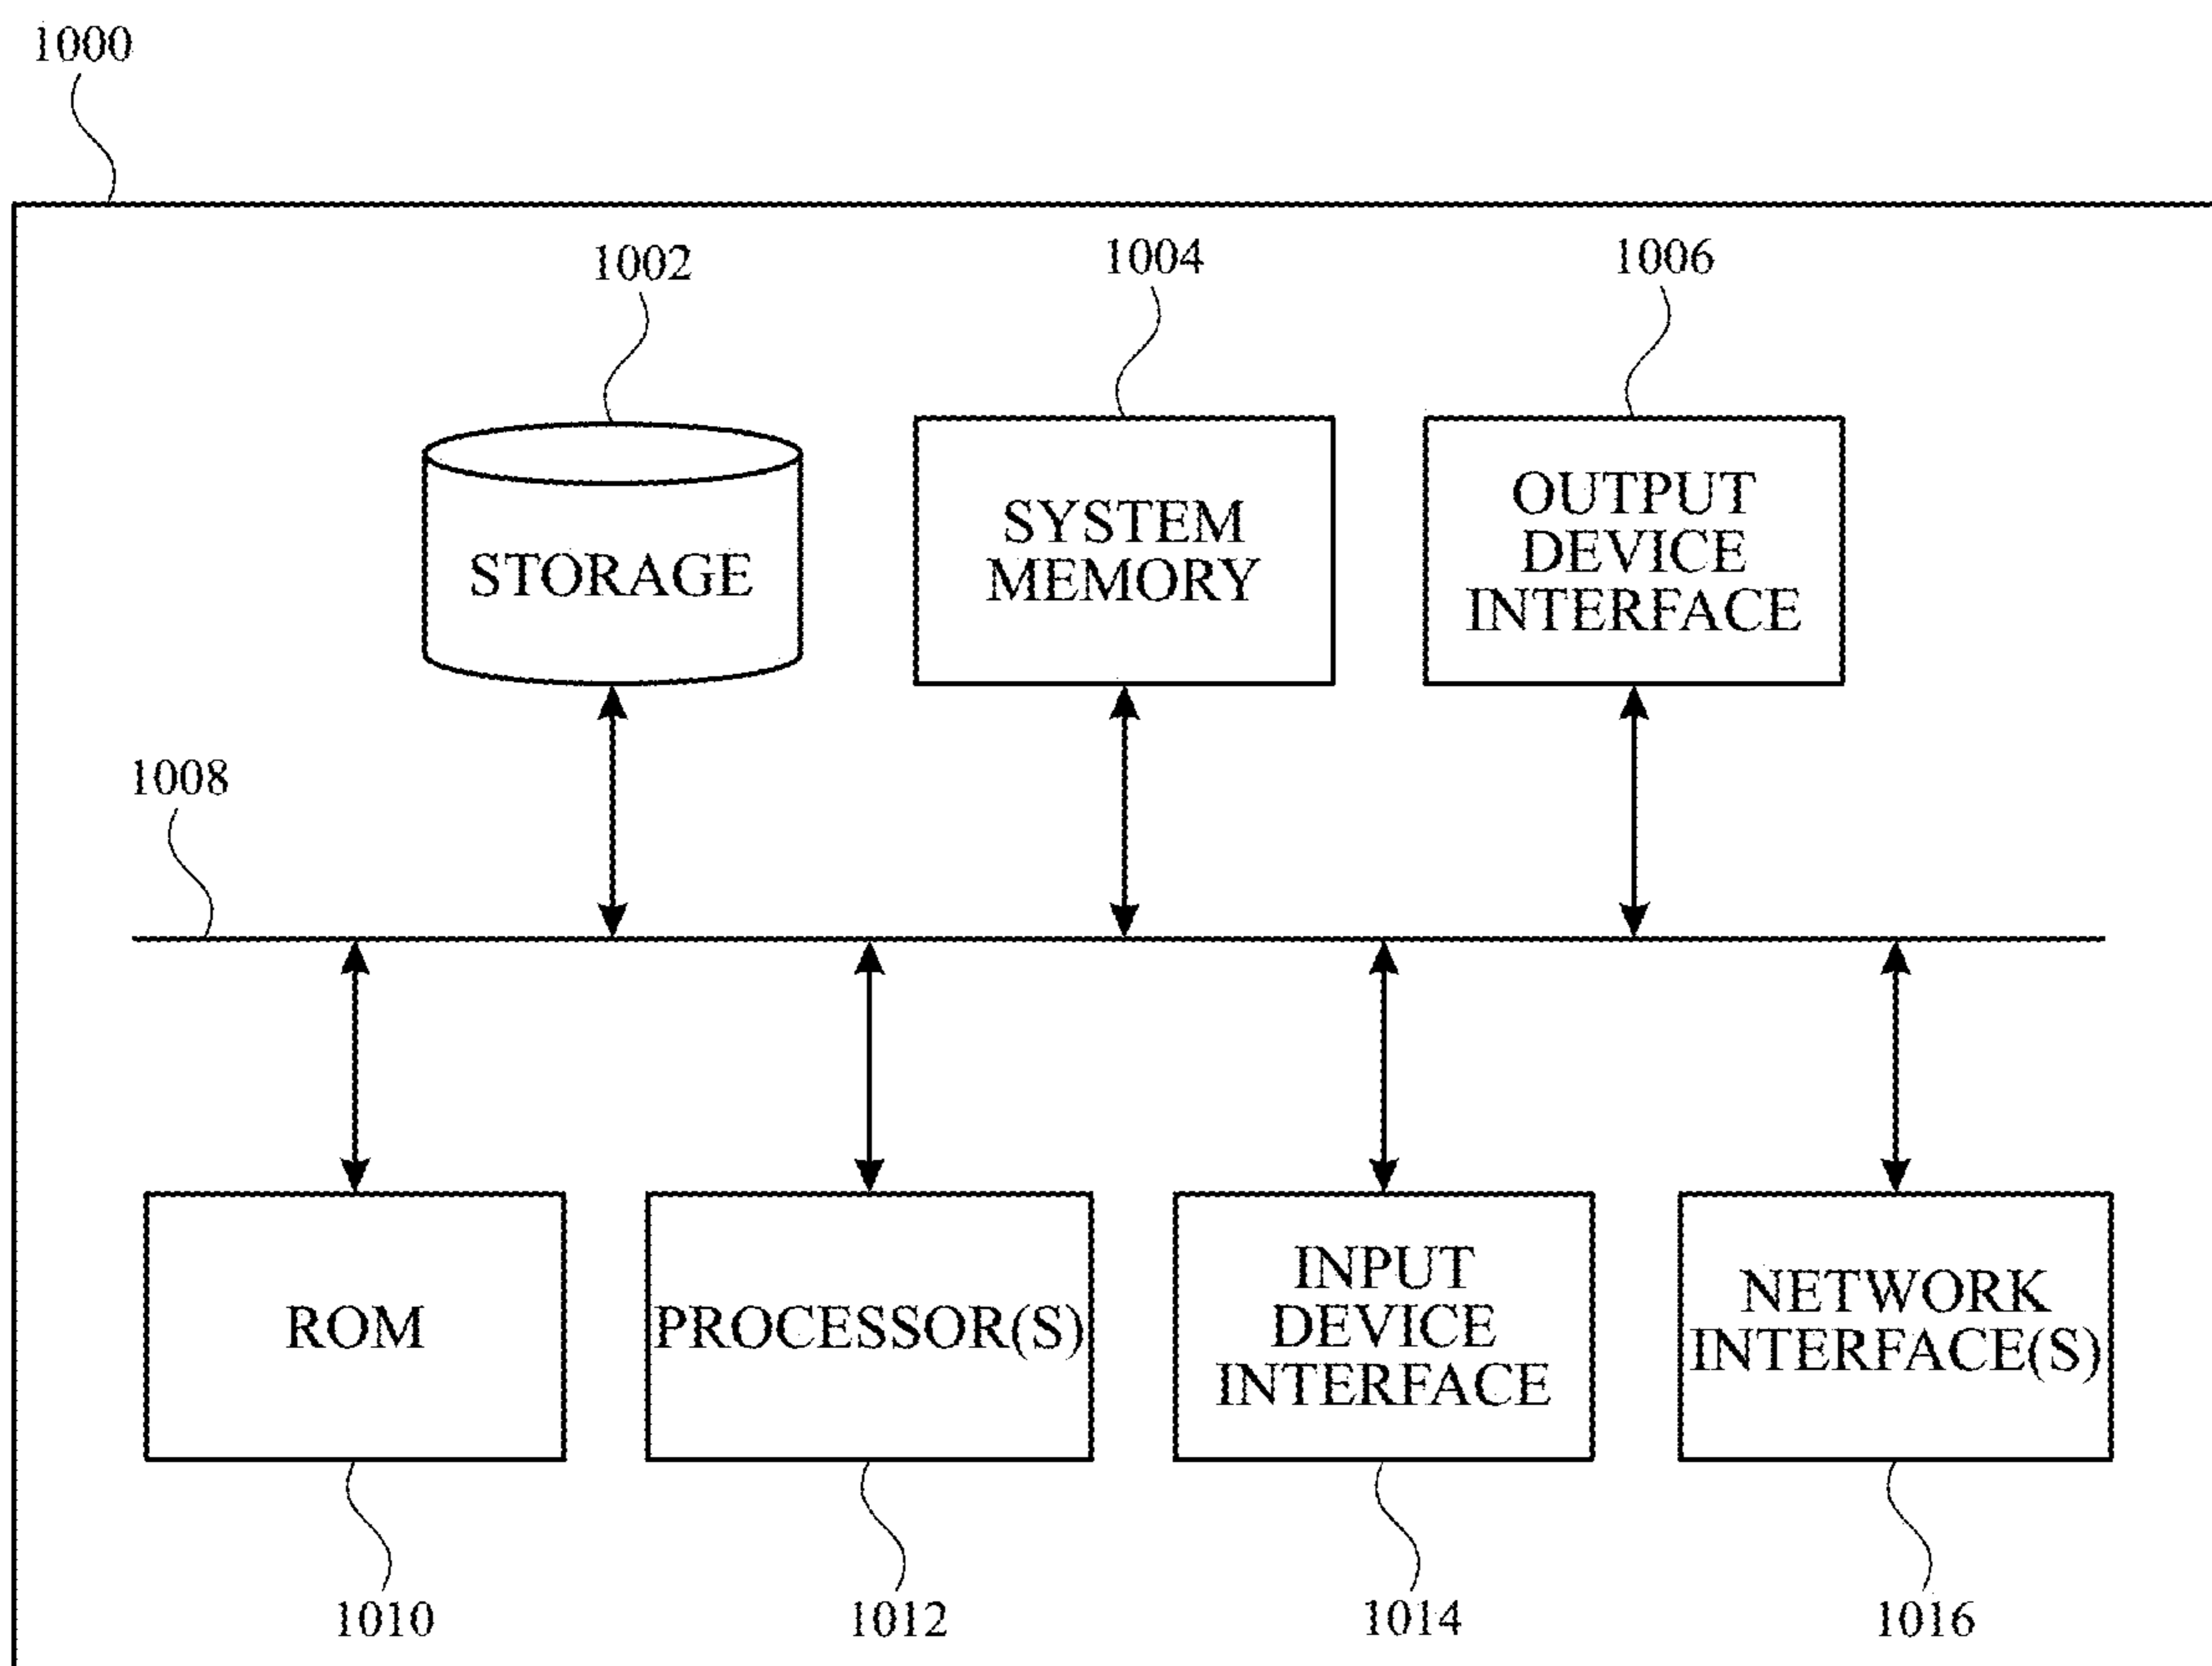 1000
1002
1004
1006
STORAGE
SYSTEM
MEMORY
OUTPUT
DEVICE
INTERFACE
1008
ROM
PROCESSOR(S)
INPUT
DEVICE
INTERFACE
NETWORK
INTERFACE(S)
1010
1012
1014
1016